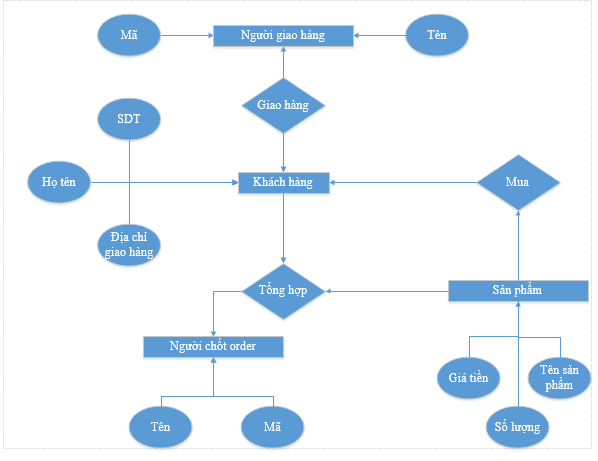 Mã
Người giao hàng
Tên
Giao hàng
SDT
Họ tên
Khách hàng
Mua
Địa chỉ
giao hàng
Tổng hợp
Sản phẩm
Người chốt order
Giá tiền
Tên sản
phẩm
Tên
Mã
Số lượng